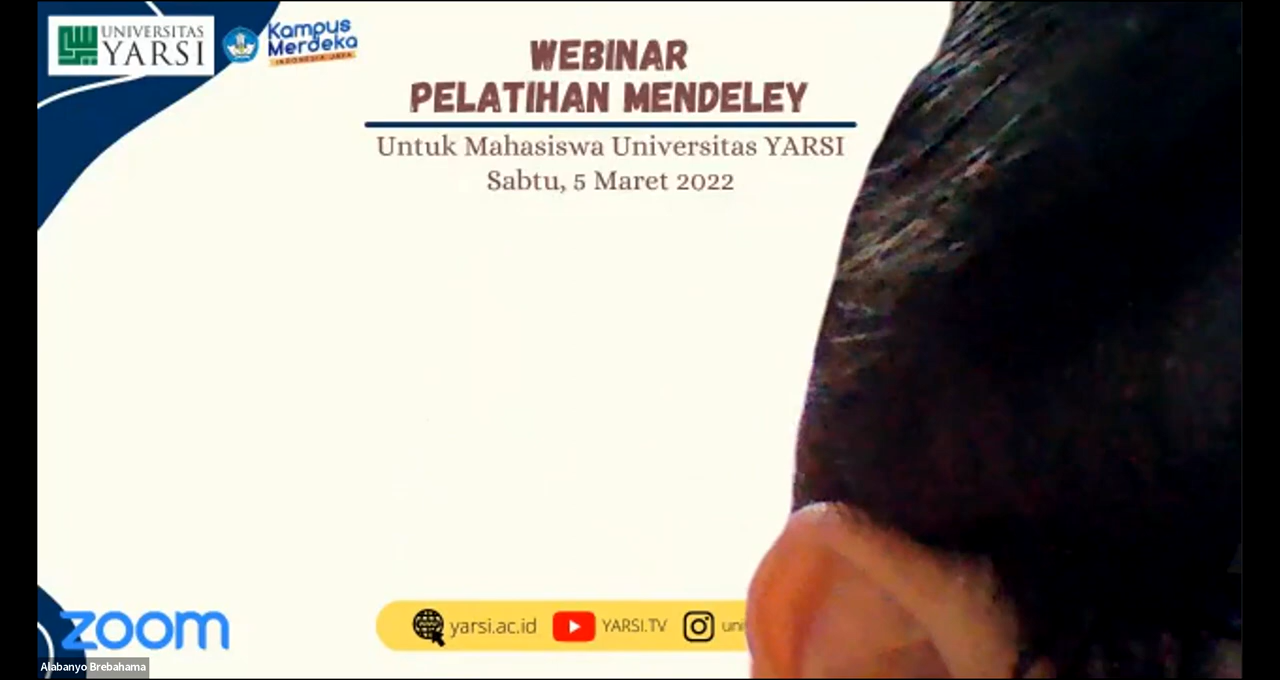 UNIVERSITAS
YARSI
Kampus
Merdeka
INDONESIA JAYA
WEBINAR
PELATIHAN MENDELEY
Untuk Mahasiswa Universitas YARSI
Sabtu, 5 Maret 2022
yarsi.ac.id
YARSI.TV
zoom
Alabanyo Brebahama